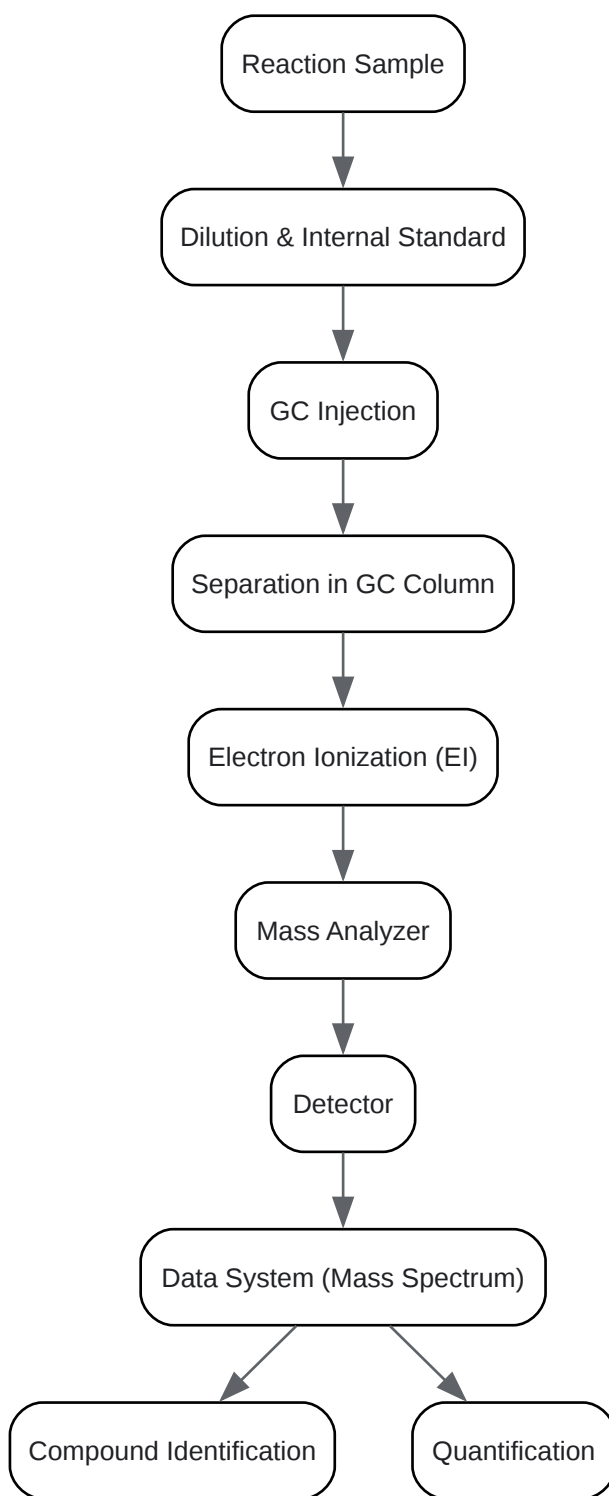 Reaction Sample
Dilution & Internal Standard
GC Injection
Separation in GC Column
Electron Ionization (EI)
Mass Analyzer
Detector
Data System (Mass Spectrum)
Compound Identification
Quantification